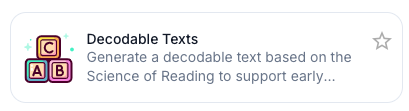 C
A B
Decodable Texts
Generate a decodable text based on the
Science of Reading to support early...